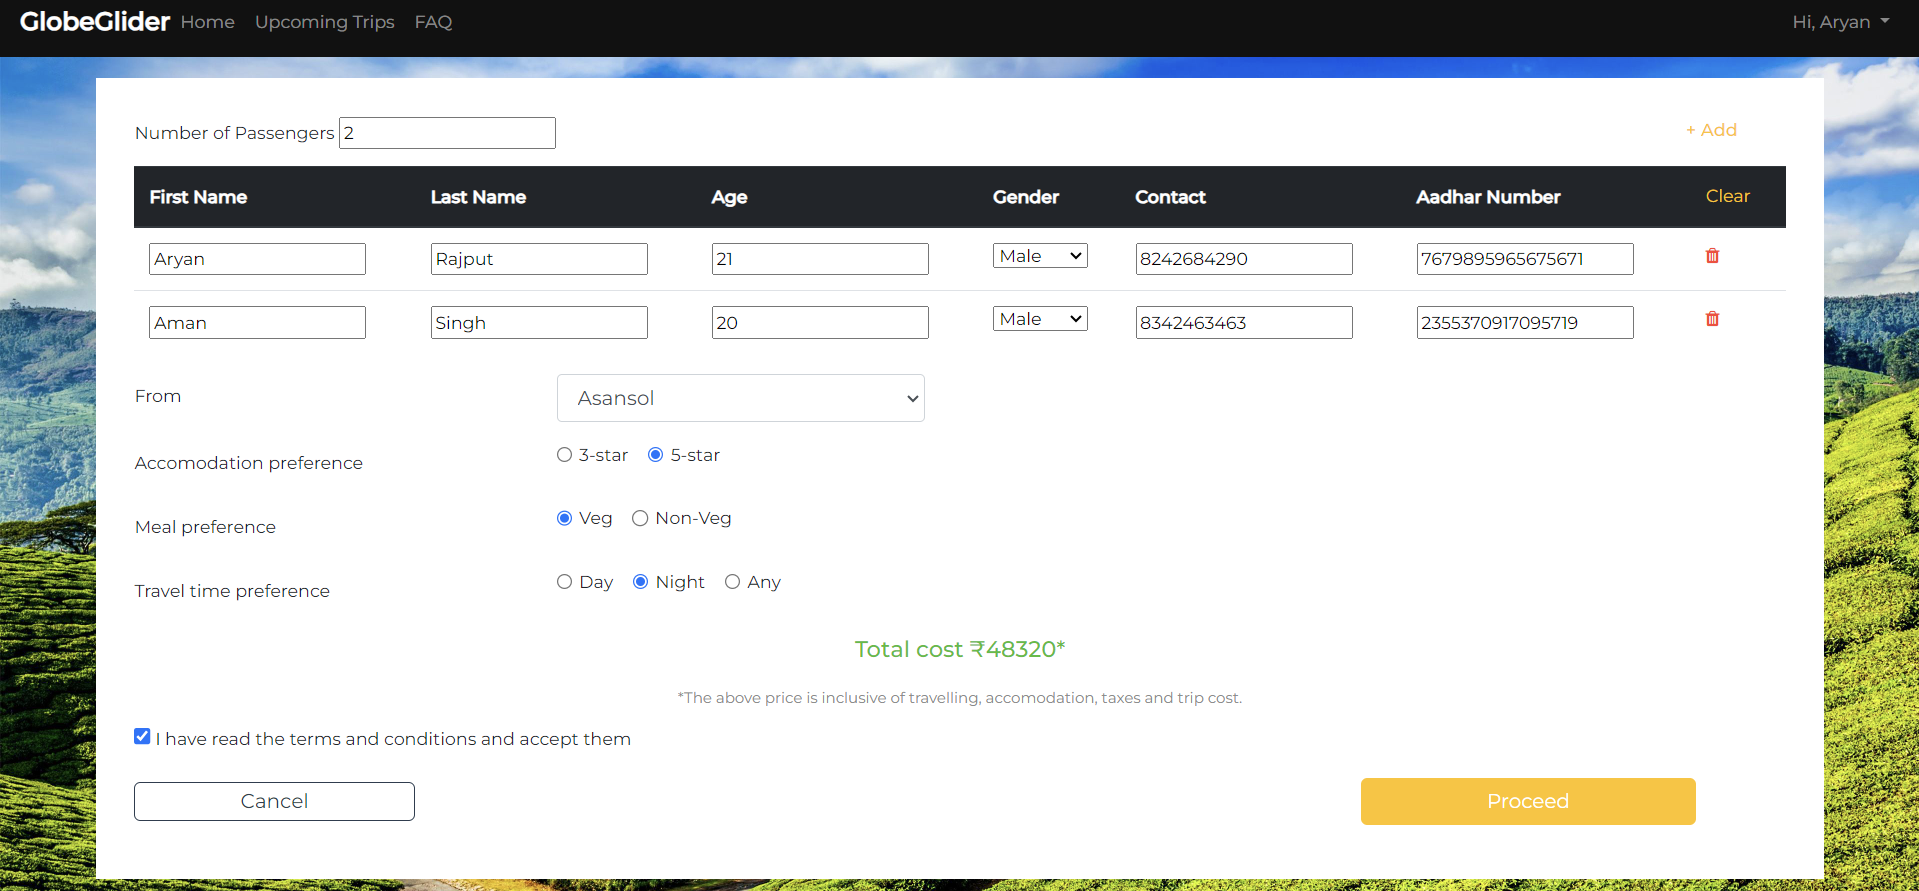 GlobeGlider Home Upcoming Trips FAQ Hi, Aryan
Number of Passengers 2 + Add
First Name Last Name Age Gender Contact Aadhar Number Clear
Aryan Rajput 21 Male 8242684290 7679895965675671
Aman Singh 20 Male 8342463463 2355370917095719
From Asansol
Accomodation preference 3-star 5-star
Meal preference Veg Non-Veg
Travel time preference Day Night Any
Total cost ₹48320*
*The above price is inclusive of travelling, accomodation, taxes and trip cost.
I have read the terms and conditions and accept them
Cancel Proceed